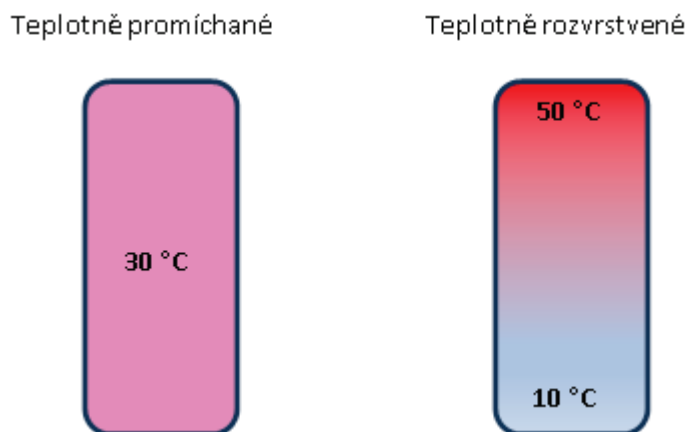 Teplotně promíchané
Teplotně rozvrstvené
50 °C
30 °C
10 °C